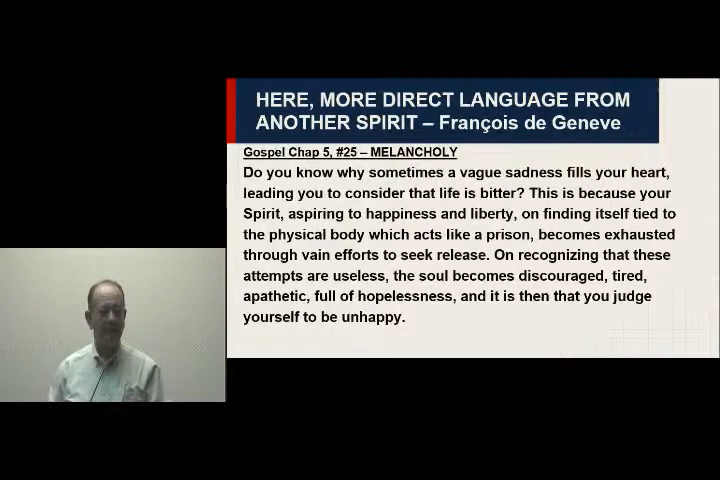 HERE, MORE DIRECT LANGUAGE FROM
ANOTHER SPIRIT – François de Geneve
Gospel Chap 5, #25 – MELANCHOLY
Do you know why sometimes a vague sadness fills your heart,
leading you to consider that life is bitter? This is because your
Spirit, aspiring to happiness and liberty, on finding itself tied to
the physical body which acts like a prison, becomes exhausted
through vain efforts to seek release. On recognizing that these
attempts are useless, the soul becomes discouraged, tired,
apathetic, full of hopelessness, and it is then that you judge
yourself to be unhappy.